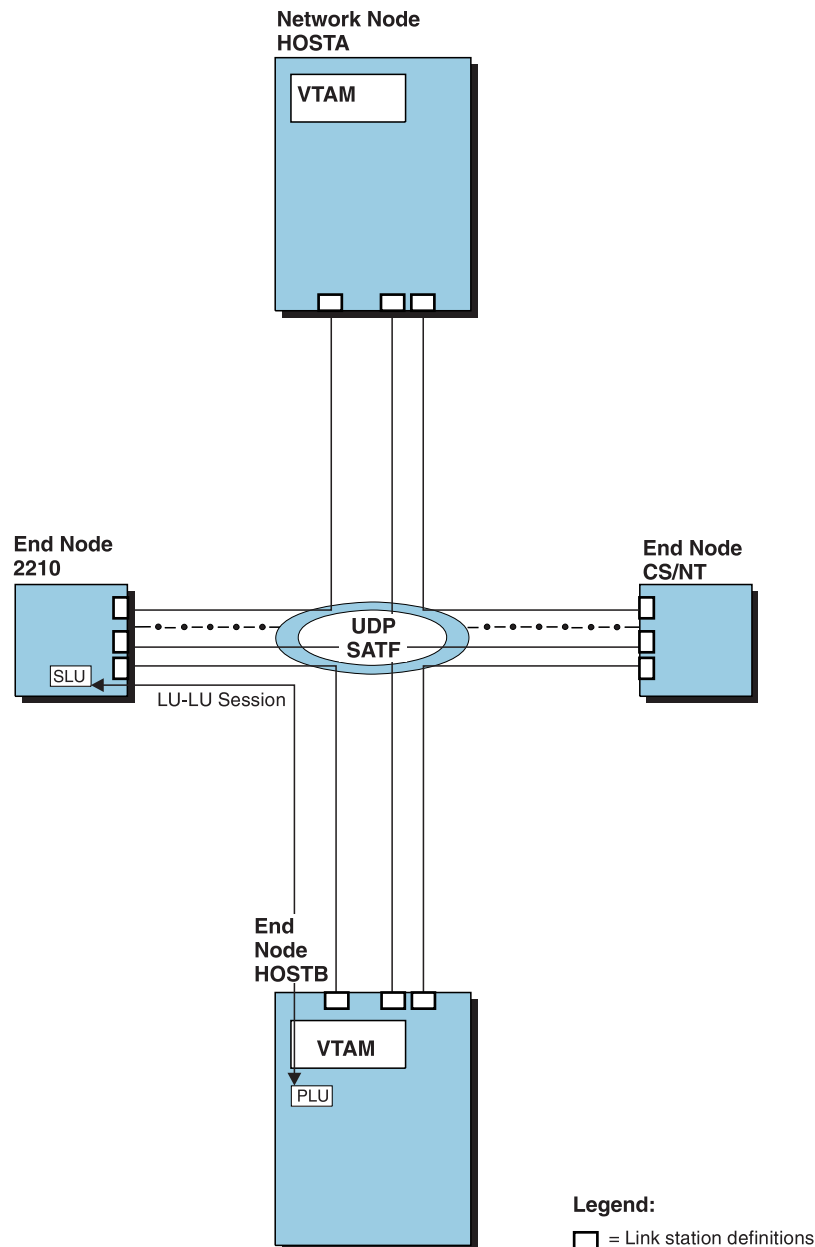 Network Node
HOSTA
VTAM
End Node
2210
End Node
CS/NT
UDP
SATF
SLU
LU-LU Session
End
Node
HOSTB
VTAM
PLU
Legend:
= Link station definitions